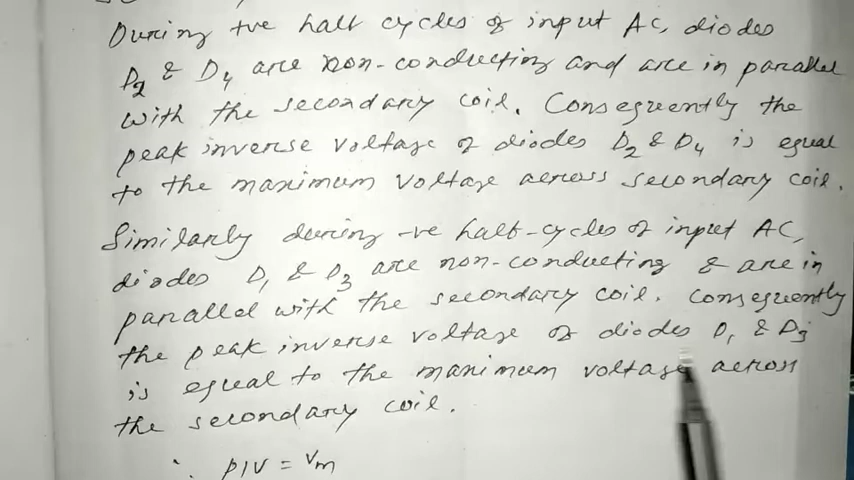 During +ve half cycles of input AC, diodes
D2 & D4 are non-conducting and are in parallel
with the secondary coil. Consequently the
peak inverse voltage of diodes D2 & D4 is equal
to the maximum voltage across secondary coil.
Similarly during -ve half-cycles of input AC,
diodes D1 & D3 are non-conducting & are in
parallel with the secondary coil. Consequently
the peak inverse voltage of diodes D1 & D3
is equal to the maximum voltage across
the secondary coil.
∴ PIV = Vm